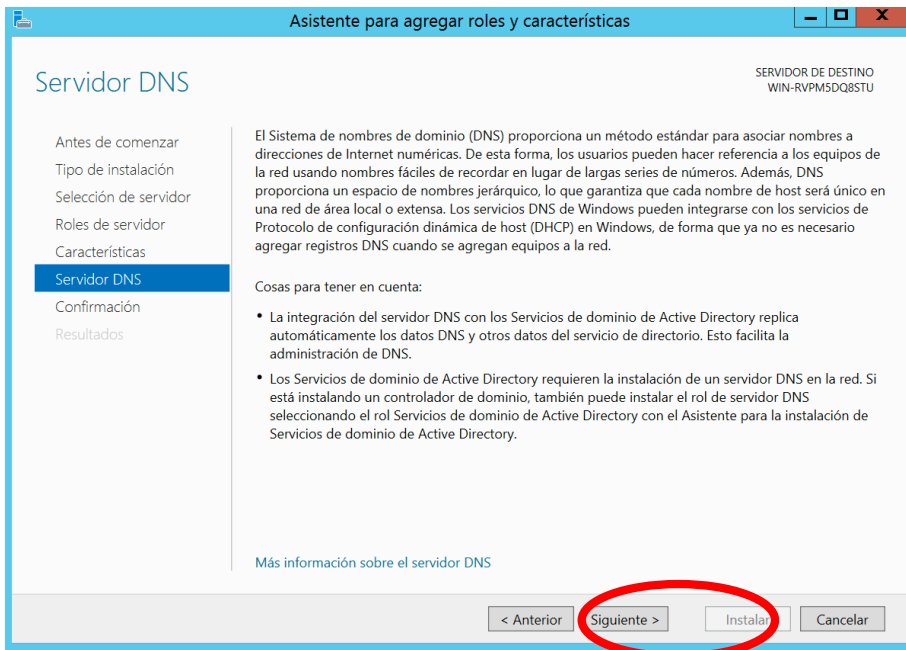 Asistente para agregar roles y características
Servidor DNS
SERVIDOR DE DESTINO
WIN-RVPM5DQ8STU
Antes de comenzar
Tipo de instalación
Selección de servidor
Roles de servidor
Características
Servidor DNS
Confirmación
Resultados
El Sistema de nombres de dominio (DNS) proporciona un método estándar para asociar nombres a
direcciones de Internet numéricas. De esta forma, los usuarios pueden hacer referencia a los equipos de
la red usando nombres fáciles de recordar en lugar de largas series de números. Además, DNS
proporciona un espacio de nombres jerárquico, lo que garantiza que cada nombre de host será único en
una red de área local o extensa. Los servicios DNS de Windows pueden integrarse con los servicios de
Protocolo de configuración dinámica de host (DHCP) en Windows, de forma que ya no es necesario
agregar registros DNS cuando se agregan equipos a la red.
Cosas para tener en cuenta:
• La integración del servidor DNS con los Servicios de dominio de Active Directory replica
automáticamente los datos DNS y otros datos del servicio de directorio. Esto facilita la
administración de DNS.
• Los Servicios de dominio de Active Directory requieren la instalación de un servidor DNS en la red. Si
está instalando un controlador de dominio, también puede instalar el rol de servidor DNS
seleccionando el rol Servicios de dominio de Active Directory con el Asistente para la instalación de
Servicios de dominio de Active Directory.
Más información sobre el servidor DNS
< Anterior
Siguiente >
Instalar
Cancelar